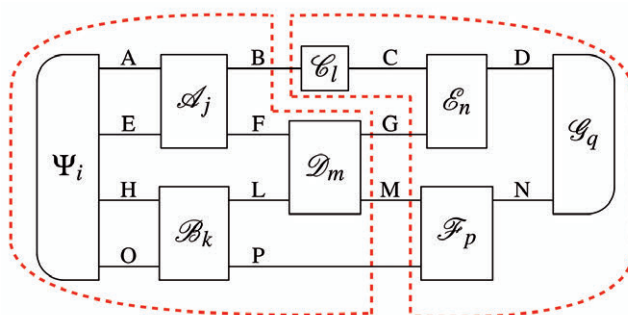 A B C D
𝒜j 𝒞l ℰn
E F G
Ψi 𝒟m 𝒢q
H L M N
ℬk ℱp
O P